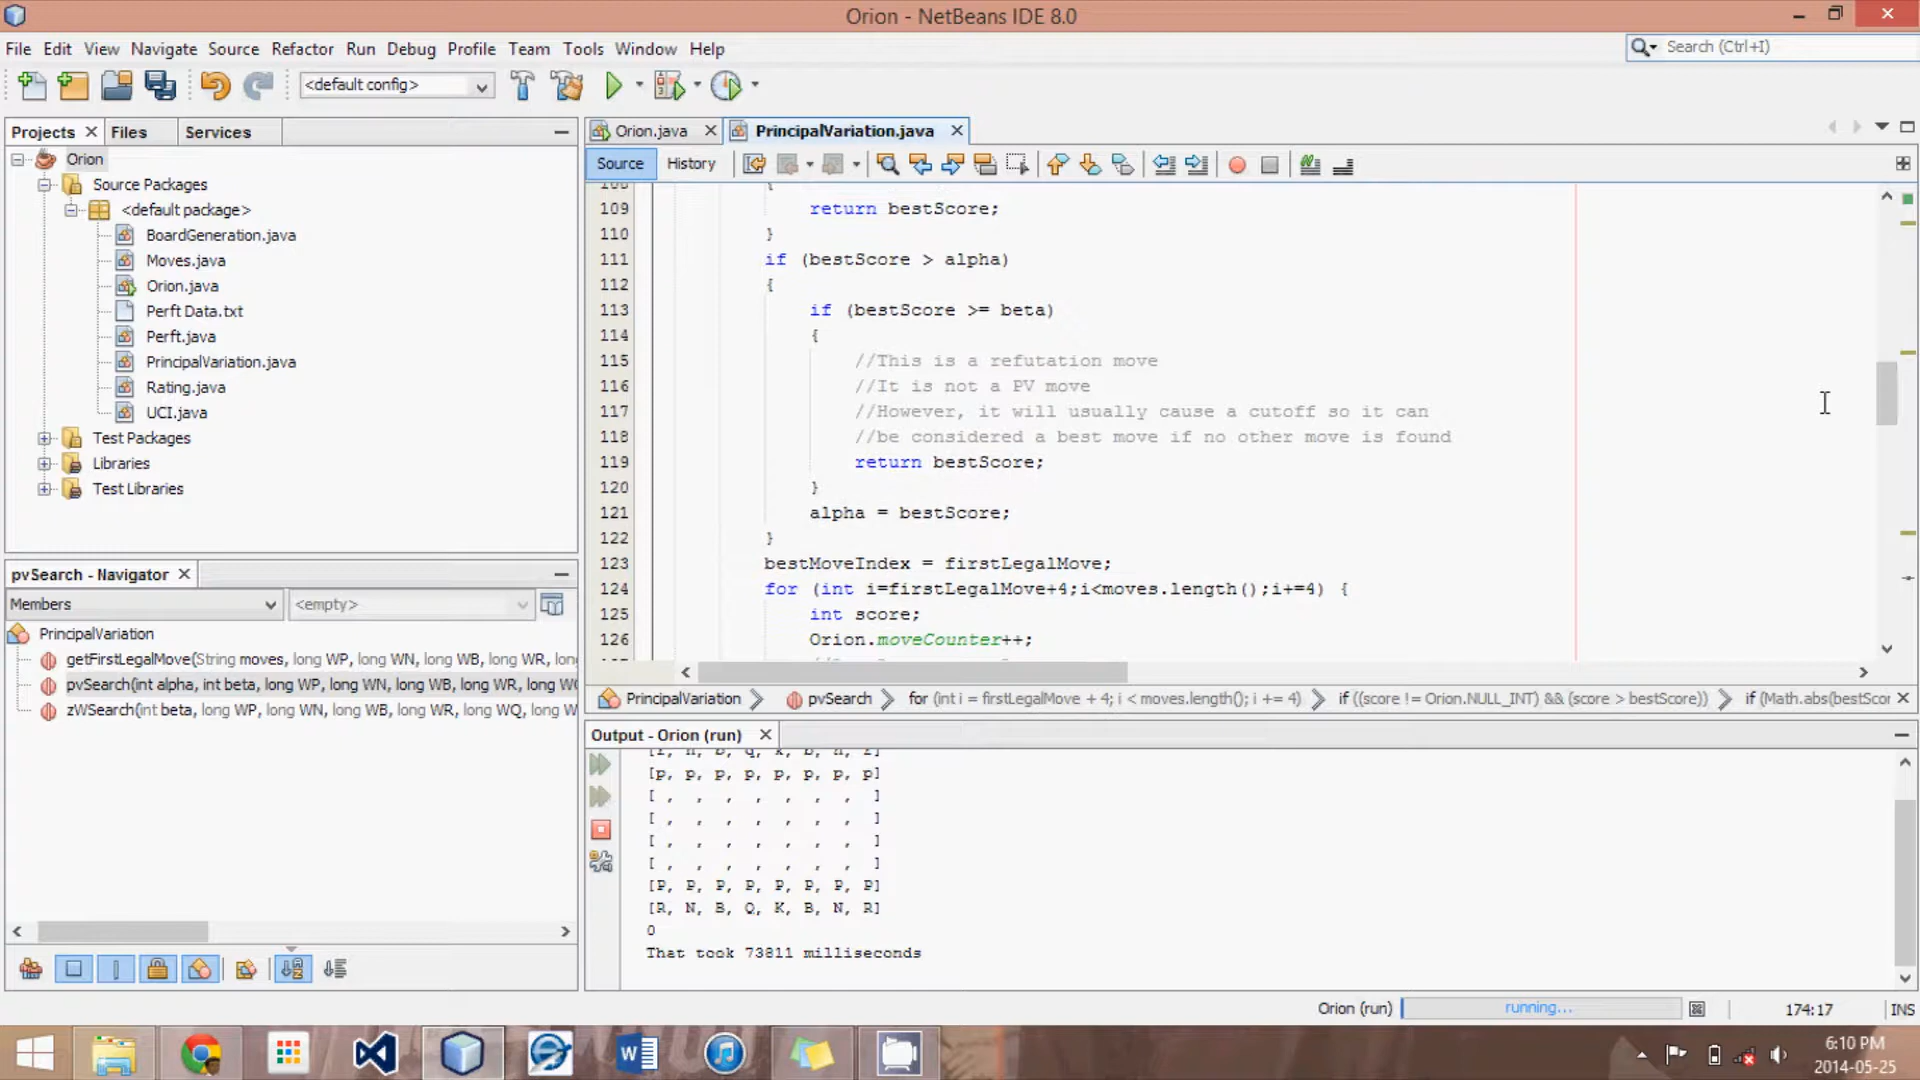 Orion - NetBeans IDE 8.0
File Edit View Navigate Source Refactor Run Debug Profile Team Tools Window Help
Search (Ctrl+I)
<default config>
Projects Files Services
Orion
Source Packages
<default package>
BoardGeneration.java
Moves.java
Orion.java
Perft Data.txt
Perft.java
PrincipalVariation.java
Rating.java
UCI.java
Test Packages
Libraries
Test Libraries
pvSearch - Navigator
Members
<empty>
PrincipalVariation
getFirstLegalMove(String moves, long WP, long WN, long WB, long WR, long
pvSearch(int alpha, int beta, long WP, long WN, long WB, long WR, long WQ
zWSearch(int beta, long WP, long WN, long WB, long WR, long WQ, long W
Orion.java PrincipalVariation.java
Source History
108 {
109 return bestScore;
110 }
111 if (bestScore > alpha)
112 {
113 if (bestScore >= beta)
114 {
115 //This is a refutation move
116 //It is not a PV move
117 //However, it will usually cause a cutoff so it can
118 //be considered a best move if no other move is found
119 return bestScore;
120 }
121 alpha = bestScore;
122 }
123 bestMoveIndex = firstLegalMove;
124 for (int i=firstLegalMove+4;i<moves.length();i+=4) {
125 int score;
126 Orion.moveCounter++;
PrincipalVariation pvSearch for (int i = firstLegalMove + 4; i < moves.length(); i += 4) if ((score != Orion.NULL_INT) && (score > bestScore)) if (Math.abs(bestScor
Output - Orion (run)
[r, n, b, q, k, b, n, r]
[p, p, p, p, p, p, p, p]
[ , , , , , , , ]
[ , , , , , , , ]
[ , , , , , , , ]
[ , , , , , , , ]
[P, P, P, P, P, P, P, P]
[R, N, B, Q, K, B, N, R]
0
That took 73811 milliseconds
Orion (run) running... 174:17 INS
6:10 PM
2014-05-25